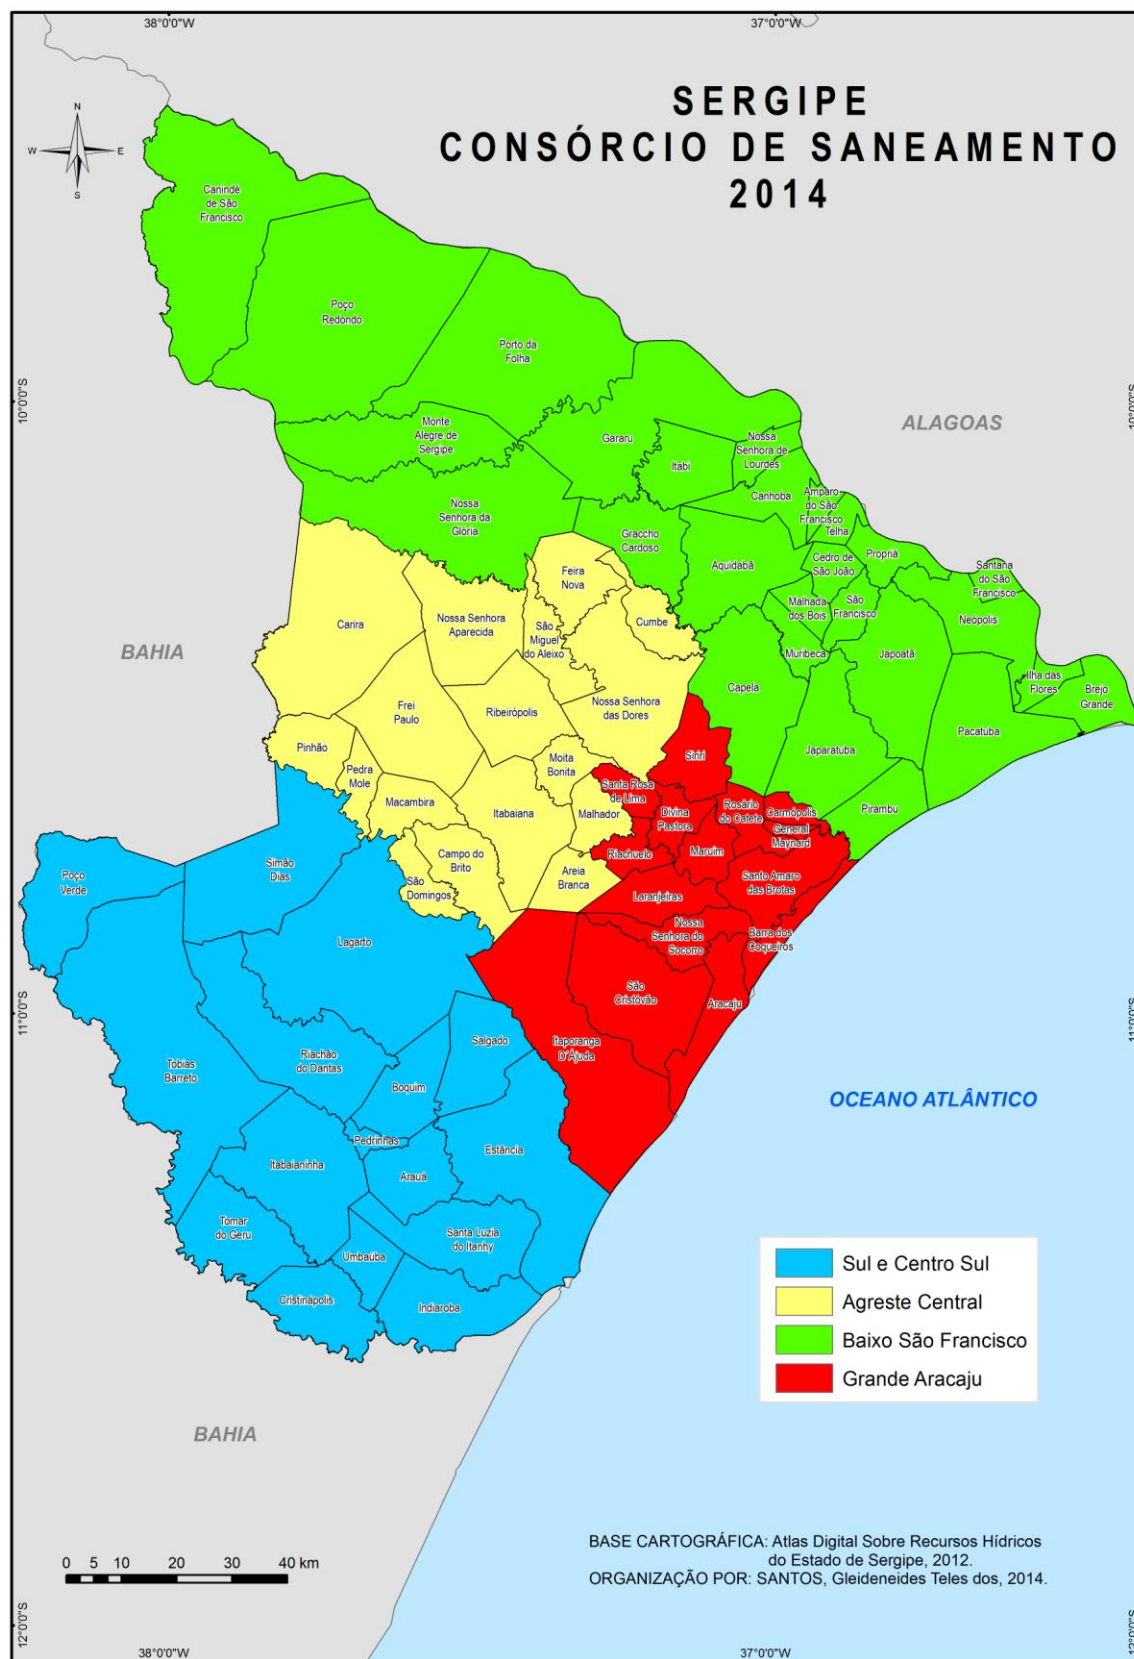 38°0'0"W
37°0'0"W
SERGIPE
CONSÓRCIO DE SANEAMENTO
2014
N
W
E
S
Canindé
de São
Francisco
Poço
Redondo
Porto da
Folha
10°0'0"S
10°0'0"S
ALAGOAS
Monte
Alegre de
Sergipe
Gararu
Itabi
Nossa
Senhora de
Lourdes
Canhoba
Amparo
do São
Francisco
Telha
Nossa
Senhora da
Glória
Graccho
Cardoso
Aquidabã
Cedro de
São João
Propriá
Santana
do São
Francisco
Feira
Nova
Malhada
dos Bois
São
Francisco
Neópolis
Carira
Nossa Senhora
Aparecida
São
Miguel
do Aleixo
Cumbe
BAHIA
Muribeca
Japoatã
Ilha das
Flores
Brejo
Grande
Capela
Frei
Paulo
Ribeirópolis
Nossa Senhora
das Dores
Pacatuba
Pinhão
Pedra
Mole
Moita
Bonita
Siriri
Japaratuba
Macambira
Itabaiana
Malhador
Santa Rosa
de Lima
Divina
Pastora
Rosário
do Catete
Carmópolis
General
Maynard
Pirambu
Poço
Verde
Simão
Dias
Campo do
Brito
São
Domingos
Areia
Branca
Riachuelo
Maruim
Santo Amaro
das Brotas
Laranjeiras
Lagarto
Nossa
Senhora do
Socorro
Barra dos
Coqueiros
São
Cristóvão
Aracaju
11°0'0"S
11°0'0"S
Tobias
Barreto
Riachão
do Dantas
Salgado
Itaporanga
D'Ajuda
Boquim
OCEANO ATLÂNTICO
Pedrinhas
Itabaianinha
Arauá
Estância
Tomar
do Geru
Umbaúba
Santa Luzia
do Itanhy
Cristinápolis
Indiaroba
Sul e Centro Sul
Agreste Central
Baixo São Francisco
Grande Aracaju
BAHIA
0 5 10 20 30 40 km
BASE CARTOGRÁFICA: Atlas Digital Sobre Recursos Hídricos
do Estado de Sergipe, 2012.
ORGANIZAÇÃO POR: SANTOS, Gleideneides Teles dos, 2014.
12°0'0"S
12°0'0"S
38°0'0"W
37°0'0"W